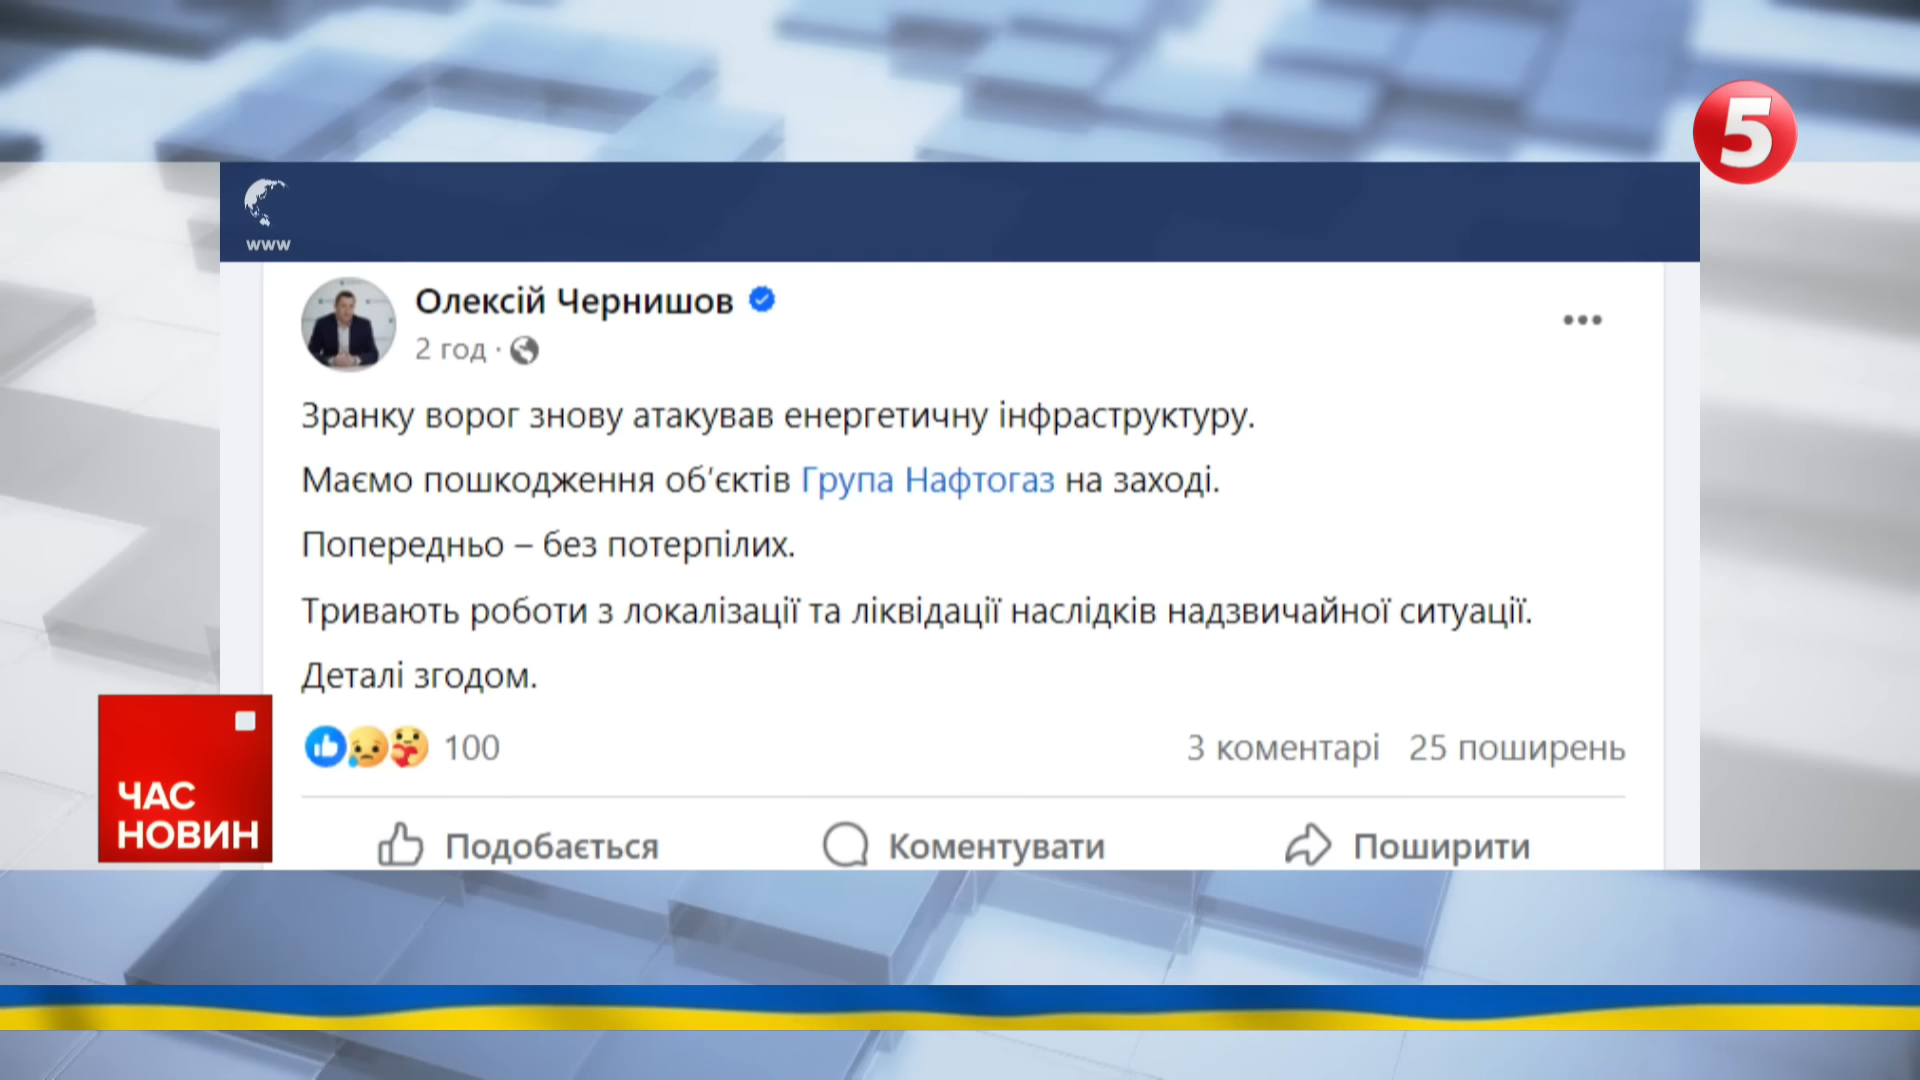 5
www
Олексій Чернишов
2 год ·
Зранку ворог знову атакував енергетичну інфраструктуру.
Маємо пошкодження об’єктів Група Нафтогаз на заході.
Попередньо – без потерпілих.
Тривають роботи з локалізації та ліквідації наслідків надзвичайної ситуації.
Деталі згодом.
100 3 коментарі 25 поширень
Подобається Коментувати Поширити
ЧАС
НОВИН